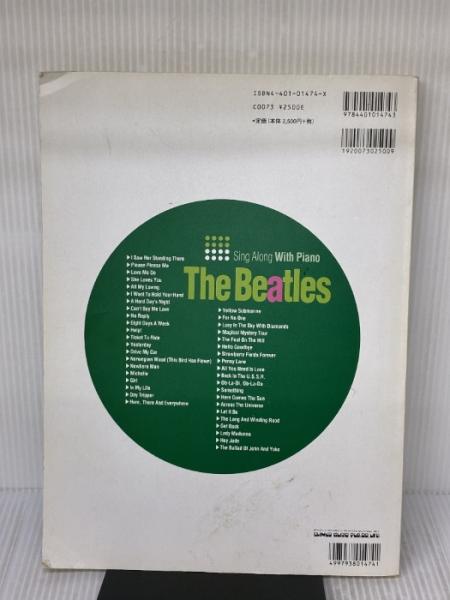 ISBN4-401-01474-X
C0073 ¥2500E
●定価(本体2,500円+税)
9784401014743
1920073025009
Sing Along With Piano
The Beatles
▶I Saw Her Standing There
▶Please Please Me
▶Love Me Do
▶She Loves You
▶All My Loving
▶I Want To Hold Your Hand
▶A Hard Day's Night
▶Can't Buy Me Love
▶No Reply
▶Eight Days A Week
▶Help!
▶Ticket To Ride
▶Yesterday
▶Drive My Car
▶Norwegian Wood (This Bird Has Flown)
▶Nowhere Man
▶Michelle
▶Girl
▶In My Life
▶Day Tripper
▶Here, There And Everywhere
▶Yellow Submarine
▶For No One
▶Lucy In The Sky With Diamonds
▶Magical Mystery Tour
▶The Fool On The Hill
▶Hello Goodbye
▶Strawberry Fields Forever
▶Penny Lane
▶All You Need Is Love
▶Back In The U.S.S.R.
▶Ob-La-Di, Ob-La-Da
▶Something
▶Here Comes The Sun
▶Across The Universe
▶Let It Be
▶The Long And Winding Road
▶Get Back
▶Lady Madonna
▶Hey Jude
▶The Ballad Of John And Yoko
4997938014741